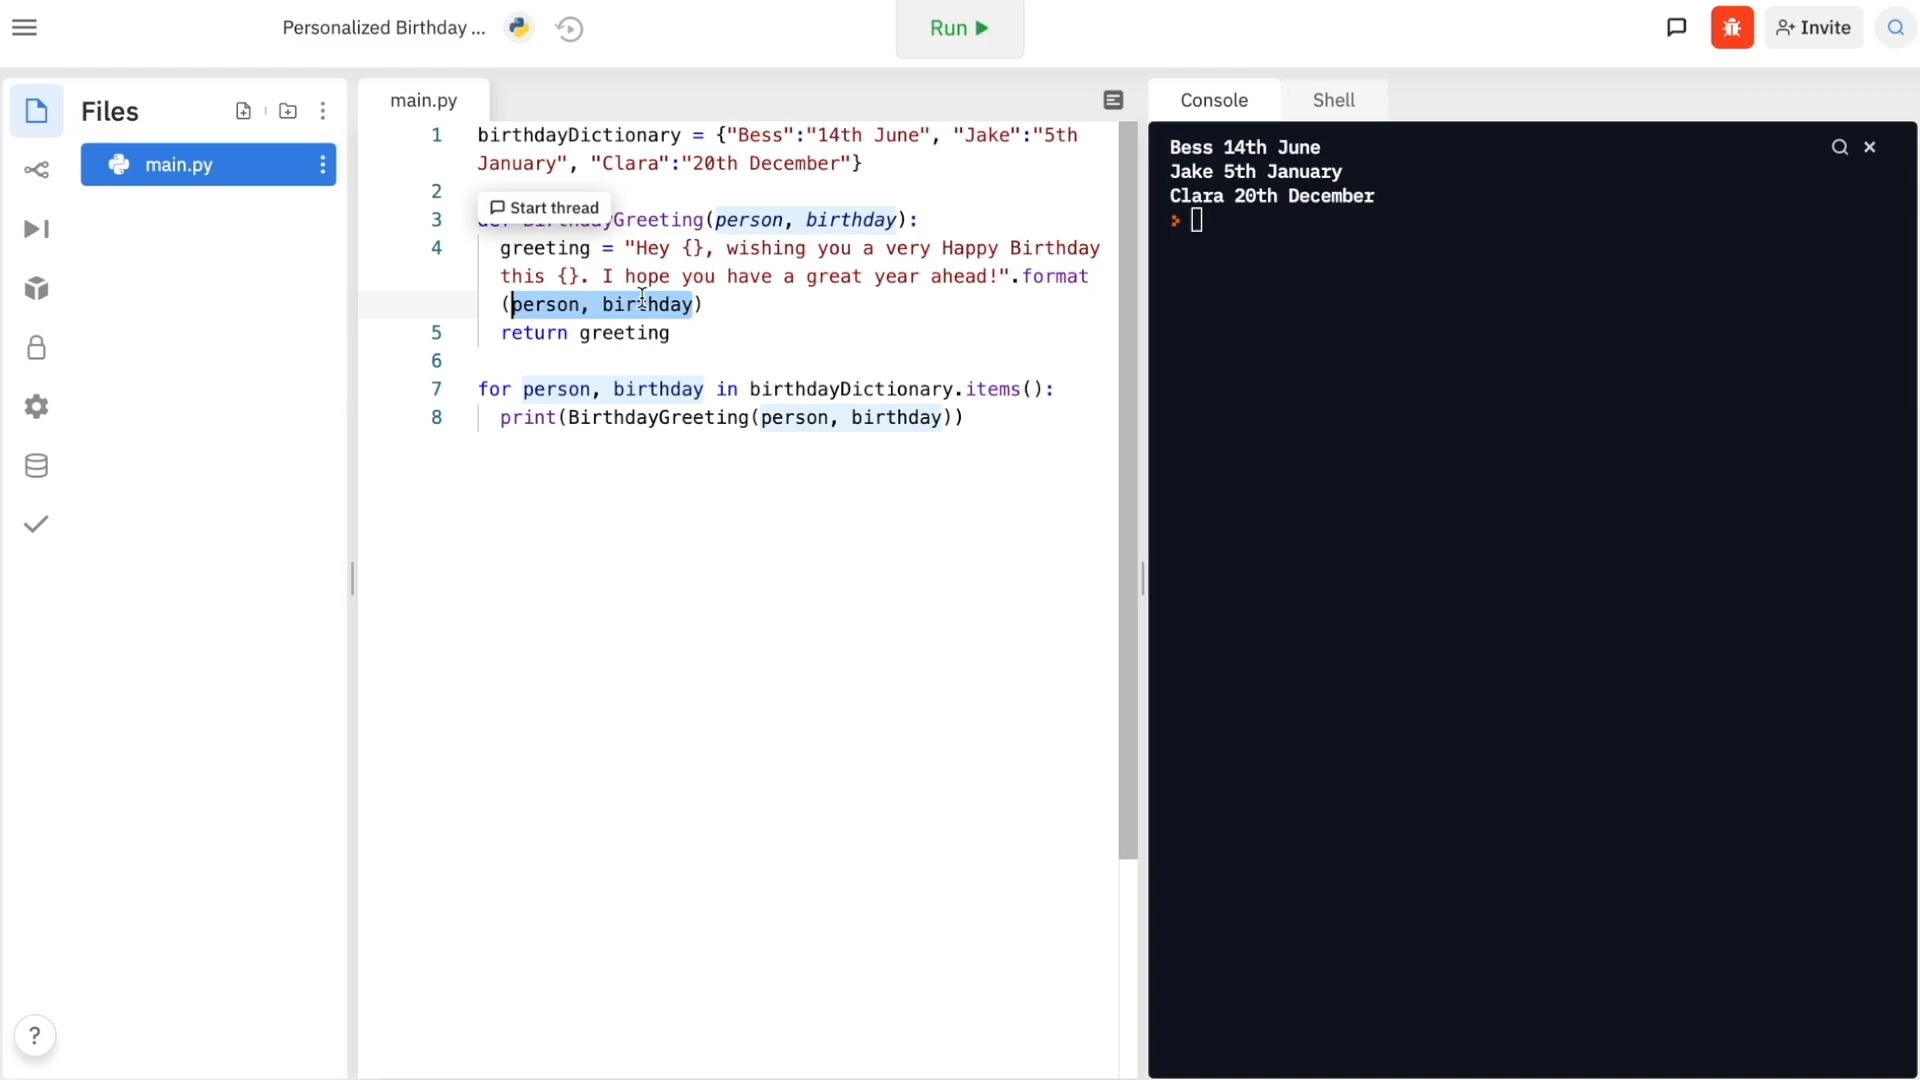 Personalized Birthday ...
Run
Invite
Files
main.py
main.py
Console
Shell
1 birthdayDictionary = {"Bess":"14th June", "Jake":"5th
January", "Clara":"20th December"}
2
Start thread
3 def BirthdayGreeting(person, birthday):
4 greeting = "Hey {}, wishing you a very Happy Birthday
this {}. I hope you have a great year ahead!".format
(person, birthday)
5 return greeting
6
7 for person, birthday in birthdayDictionary.items():
8 print(BirthdayGreeting(person, birthday))
Bess 14th June
Jake 5th January
Clara 20th December
?